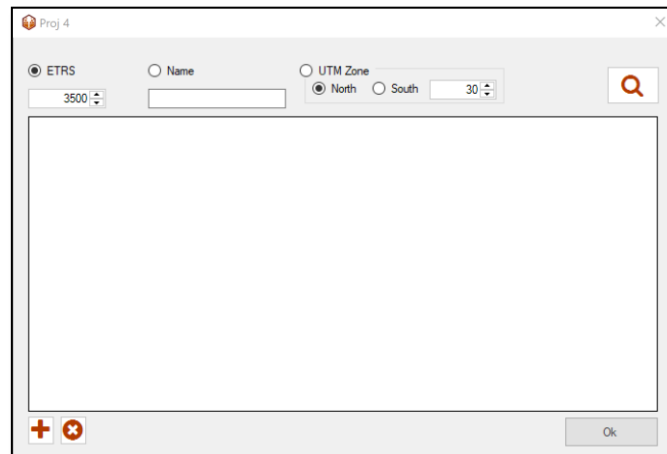 Proj 4
ETRS Name UTM Zone
North South 30
3500
Ok